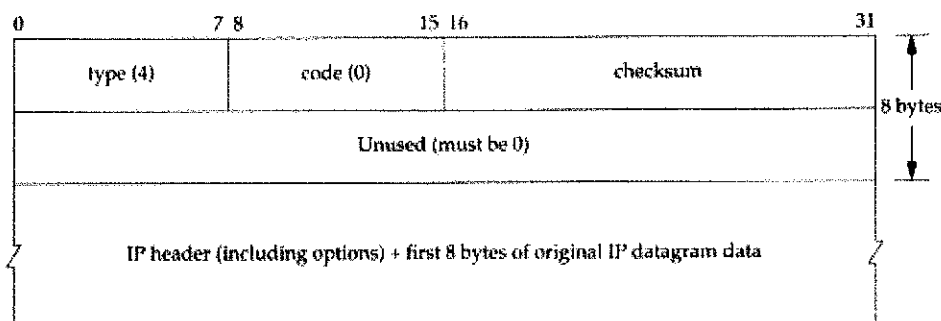 0 7 8 15 16 31
type (4) code (0) checksum
8 bytes
Unused (must be 0)
IP header (including options) + first 8 bytes of original IP datagram data